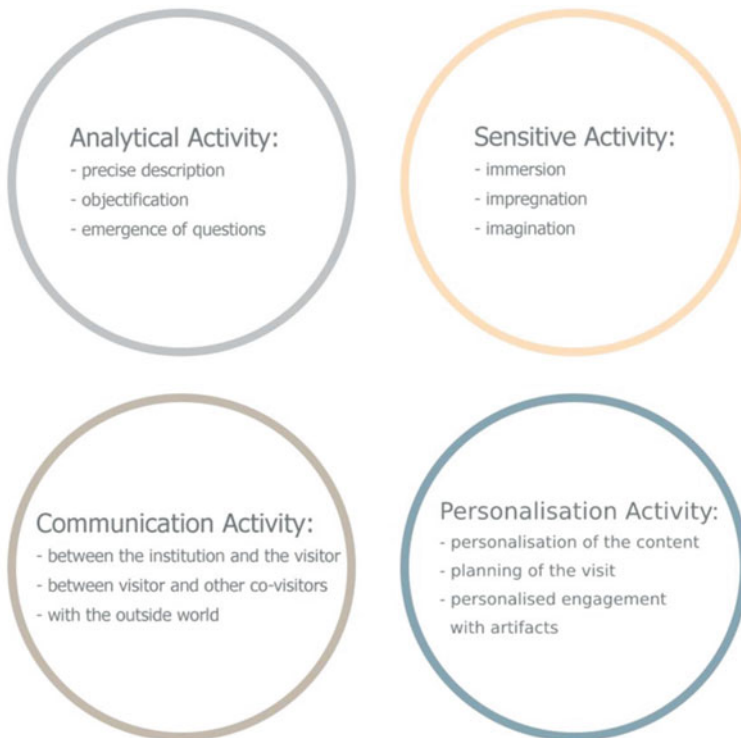 Analytical Activity:
- precise description
- objectification
- emergence of questions
Sensitive Activity:
- immersion
- impregnation
- imagination
Communication Activity:
- between the institution and the visitor
- between visitor and other co-visitors
- with the outside world
Personalisation Activity:
- personalisation of the content
- planning of the visit
- personalised engagement
with artifacts